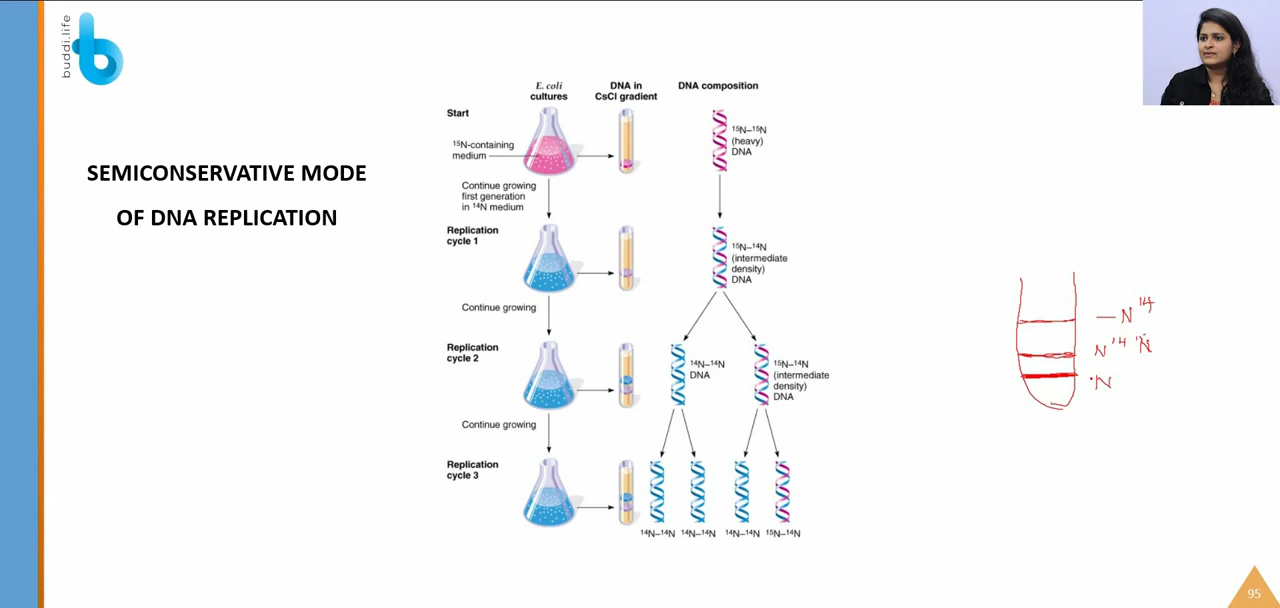 buddi.life
SEMICONSERVATIVE MODE
OF DNA REPLICATION
E. coli
cultures
DNA in
CsCl gradient
DNA composition
Start
¹⁵N-containing
medium
¹⁵N–¹⁵N
(heavy)
DNA
Continue growing
first generation
in ¹⁴N medium
Replication
cycle 1
¹⁵N–¹⁴N
(intermediate
density)
DNA
Continue growing
Replication
cycle 2
¹⁴N–¹⁴N
DNA
¹⁵N–¹⁴N
(intermediate
density)
DNA
Continue growing
Replication
cycle 3
¹⁴N–¹⁴N ¹⁴N–¹⁴N ¹⁴N–¹⁴N ¹⁵N–¹⁴N
N¹⁴
N¹⁴ N
N
95